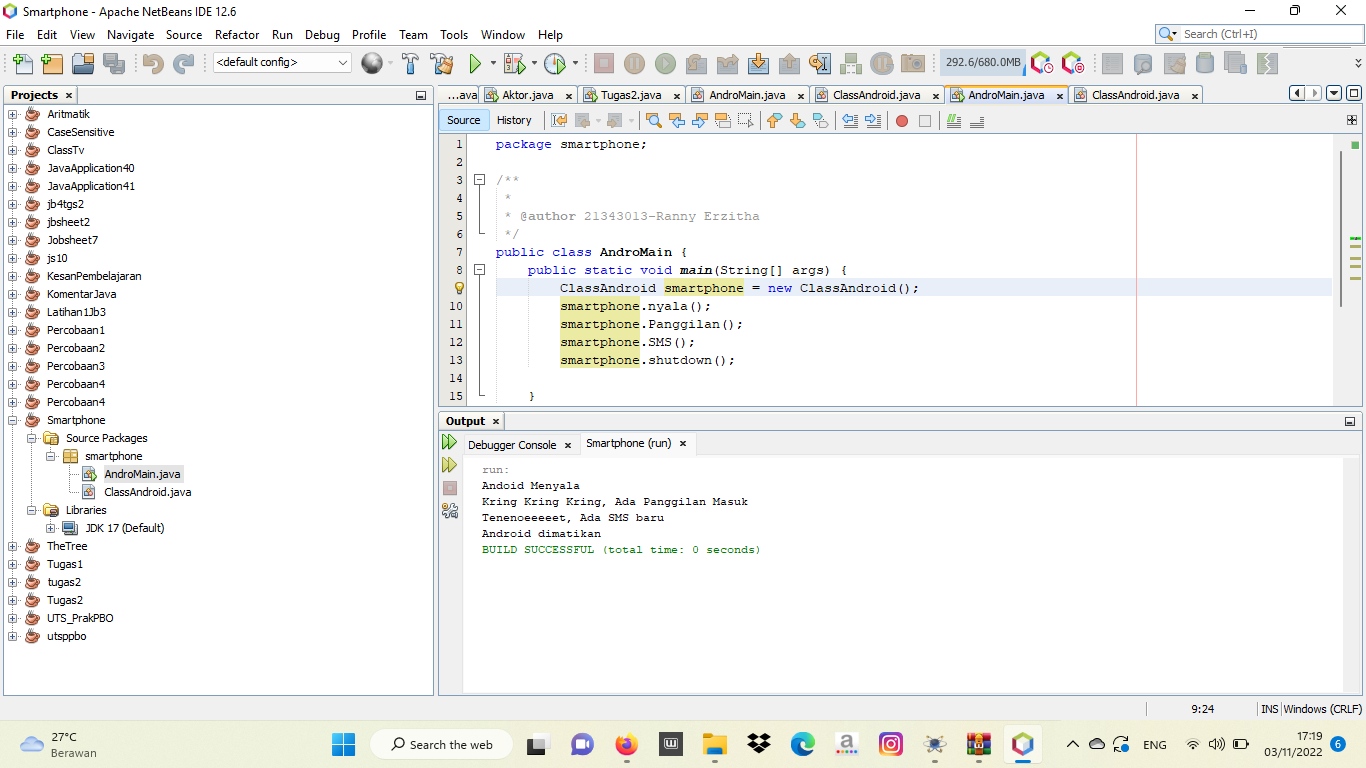 Smartphone - Apache NetBeans IDE 12.6
File Edit View Navigate Source Refactor Run Debug Profile Team Tools Window Help
Search (Ctrl+I)
<default config>
292.6/680.0MB
Projects
Aritmatik
CaseSensitive
ClassTv
JavaApplication40
JavaApplication41
jb4tgs2
jbsheet2
Jobsheet7
js10
KesanPembelajaran
KomentarJava
Latihan1Jb3
Percobaan1
Percobaan2
Percobaan3
Percobaan4
Percobaan4
Smartphone
Source Packages
smartphone
AndroMain.java
ClassAndroid.java
Libraries
JDK 17 (Default)
TheTree
Tugas1
tugas2
Tugas2
UTS_PrakPBO
utsppbo
...ava Aktor.java Tugas2.java AndroMain.java ClassAndroid.java AndroMain.java ClassAndroid.java
Source History
1 package smartphone;
2
3 /**
4 *
5 * @author 21343013-Ranny Erzitha
6 */
7 public class AndroMain {
8 public static void main(String[] args) {
ClassAndroid smartphone = new ClassAndroid();
10 smartphone.nyala();
11 smartphone.Panggilan();
12 smartphone.SMS();
13 smartphone.shutdown();
14
15 }
Output
Debugger Console Smartphone (run)
run:
Andoid Menyala
Kring Kring Kring, Ada Panggilan Masuk
Tenenoeeeeet, Ada SMS baru
Android dimatikan
BUILD SUCCESSFUL (total time: 0 seconds)
9:24 INS Windows (CRLF)
27°C
Berawan
Search the web
ENG
17:19
03/11/2022
6